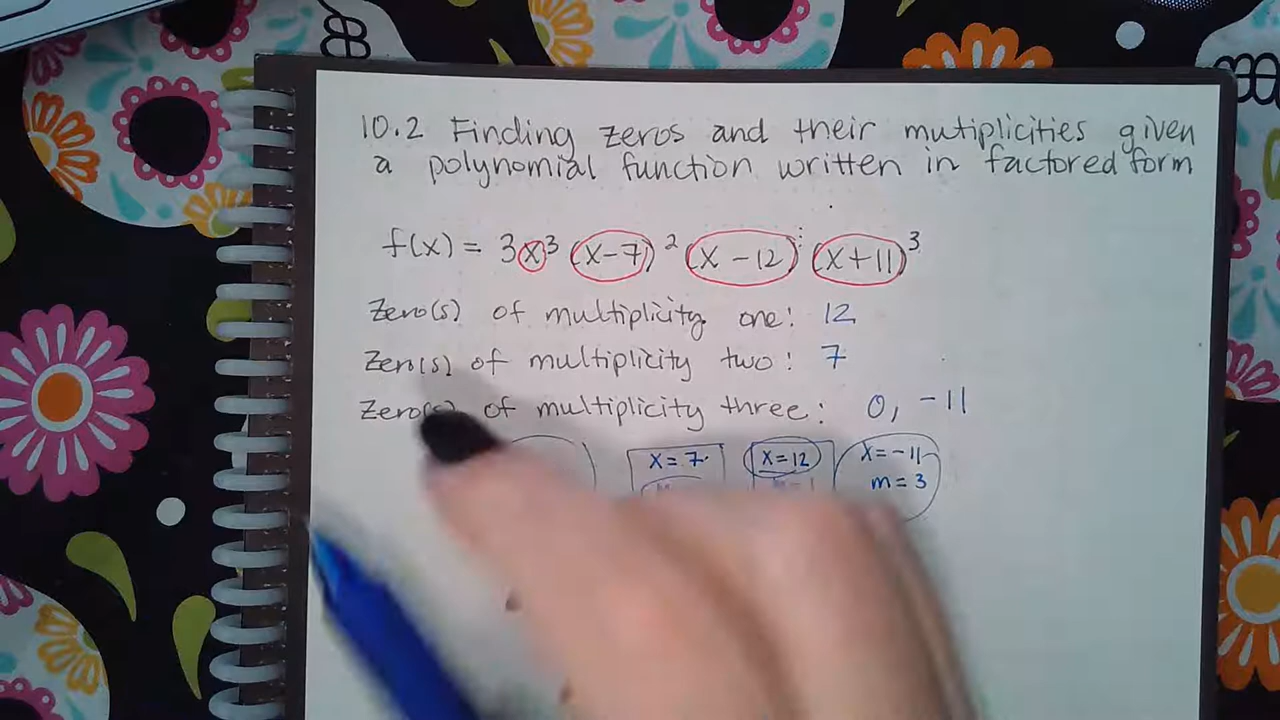 10.2 Finding zeros and their mutiplicities given
a polynomial function written in factored form
f(x) = 3x³ (x-7)² (x-12) (x+11)³
Zero(s) of multiplicity one: 12
Zero(s) of multiplicity two: 7
Zero(s) of multiplicity three: 0, -11
x=7 x=12 x=-11
m=3